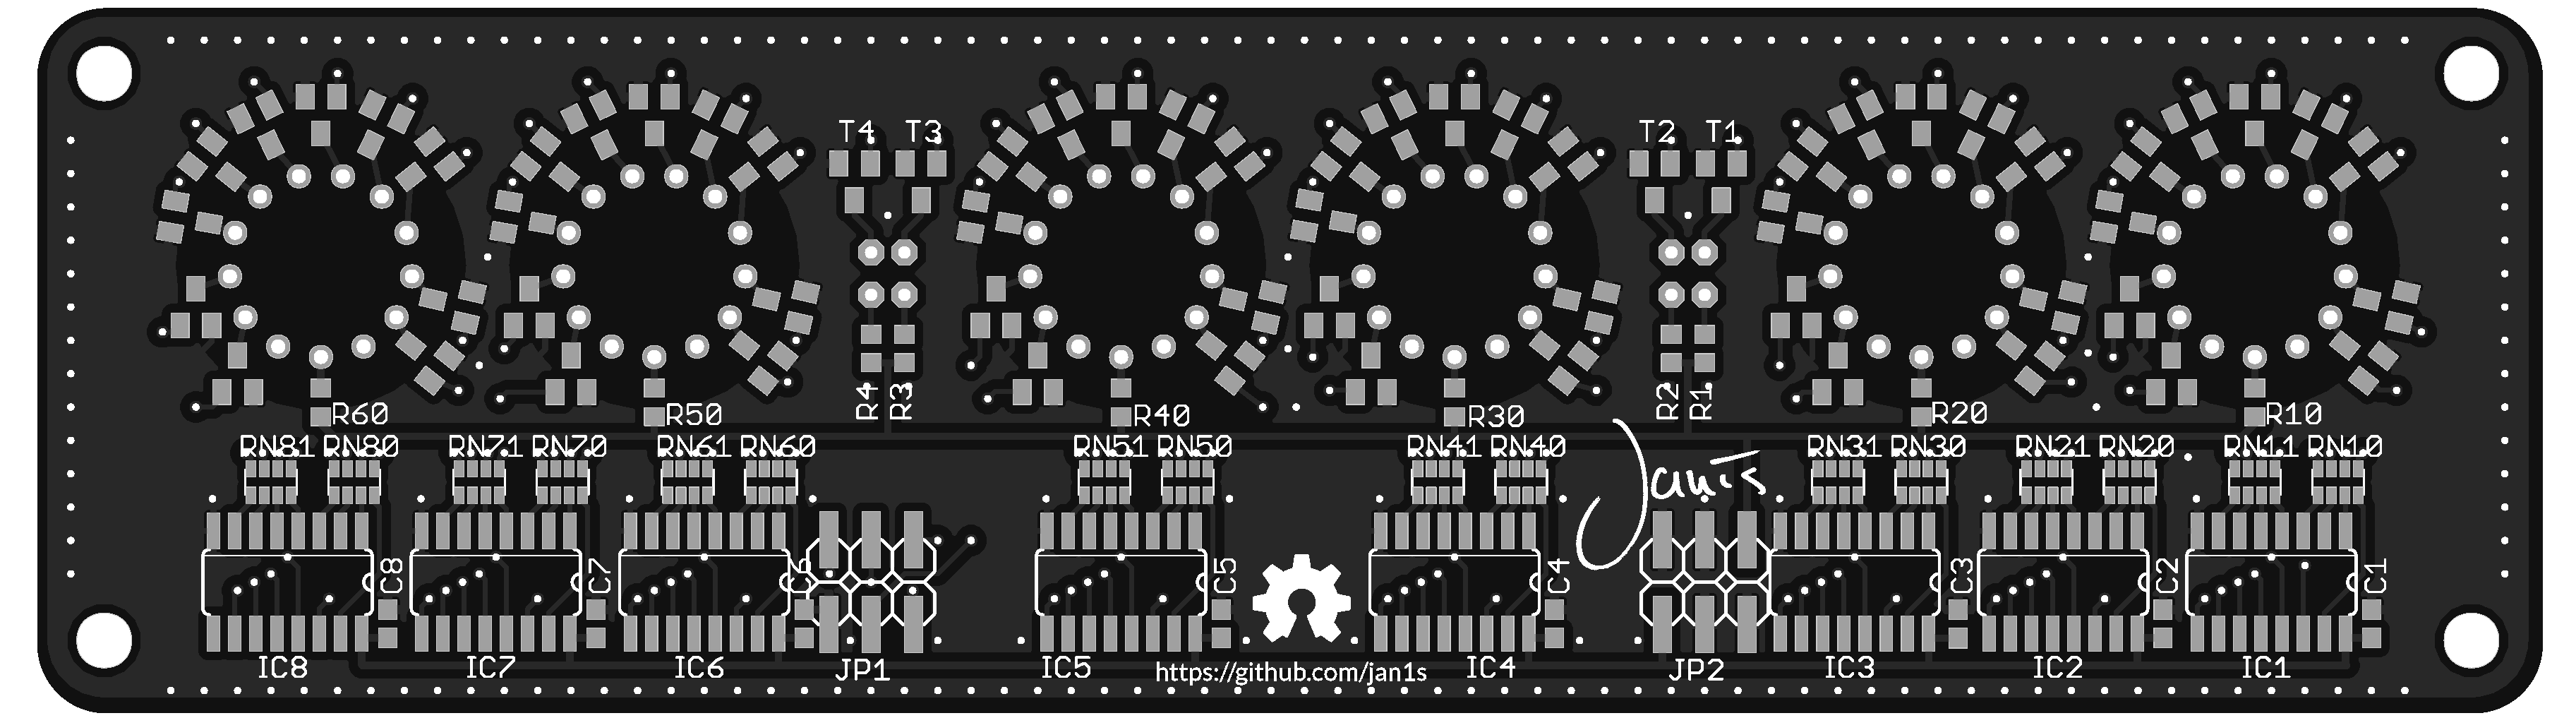 T4 T3 T2 T1
R4 R3 R2 R1
R60 R50 R40 R30 R20 R10
RN81 RN80 RN71 RN70 RN61 RN60 RN51 RN50 RN41 RN40 RN31 RN30 RN21 RN20 RN11 RN10
Janis
C8 C7 C6 C5 C4 C3 C2 C1
IC8 IC7 IC6 JP1 IC5 https://github.com/jan1s IC4 JP2 IC3 IC2 IC1